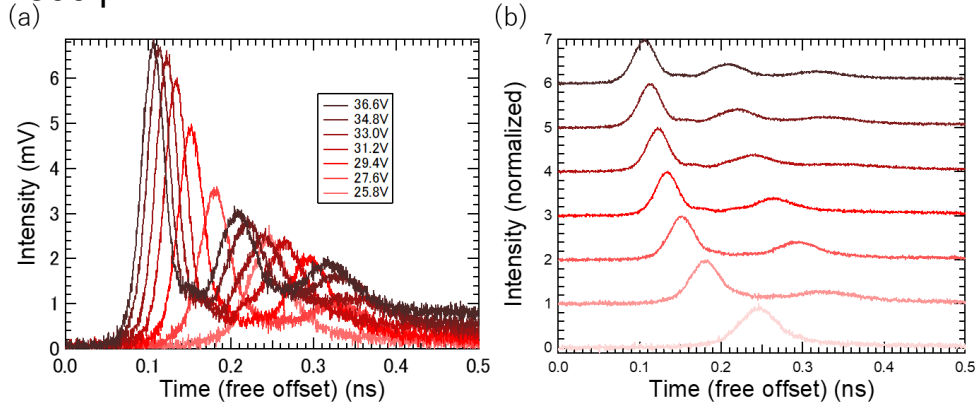 (a)
(b)
Intensity (mV)
6
5
4
3
2
1
0
0.0 0.1 0.2 0.3 0.4 0.5
Time (free offset) (ns)
36.6V
34.8V
33.0V
31.2V
29.4V
27.6V
25.8V
Intensity (normalized)
7
6
5
4
3
2
1
0
0.0 0.1 0.2 0.3 0.4 0.5
Time (free offset) (ns)